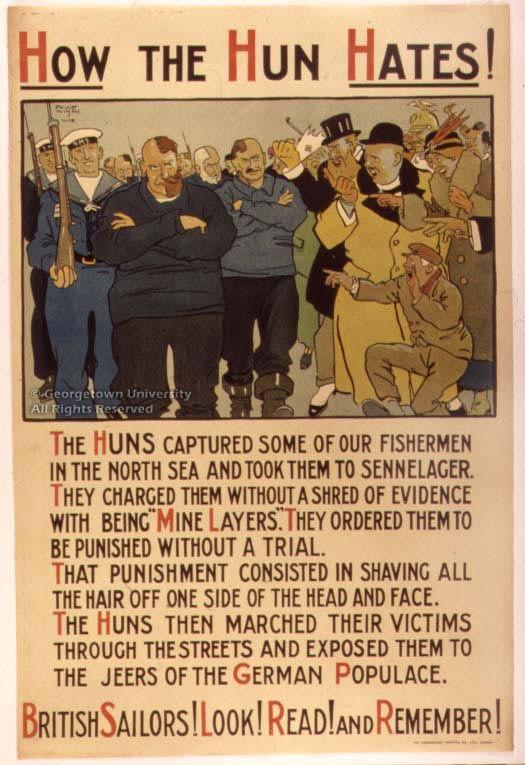 HOW THE HUN HATES!
© Georgetown University
All Rights Reserved
THE HUNS CAPTURED SOME OF OUR FISHERMEN
IN THE NORTH SEA AND TOOK THEM TO SENNELAGER.
THEY CHARGED THEM WITHOUT A SHRED OF EVIDENCE
WITH BEING "MINE LAYERS". THEY ORDERED THEM TO
BE PUNISHED WITHOUT A TRIAL.
THAT PUNISHMENT CONSISTED IN SHAVING ALL
THE HAIR OFF ONE SIDE OF THE HEAD AND FACE.
THE HUNS THEN MARCHED THEIR VICTIMS
THROUGH THE STREETS AND EXPOSED THEM TO
THE JEERS OF THE GERMAN POPULACE.
BRITISH SAILORS! LOOK! READ! AND REMEMBER!